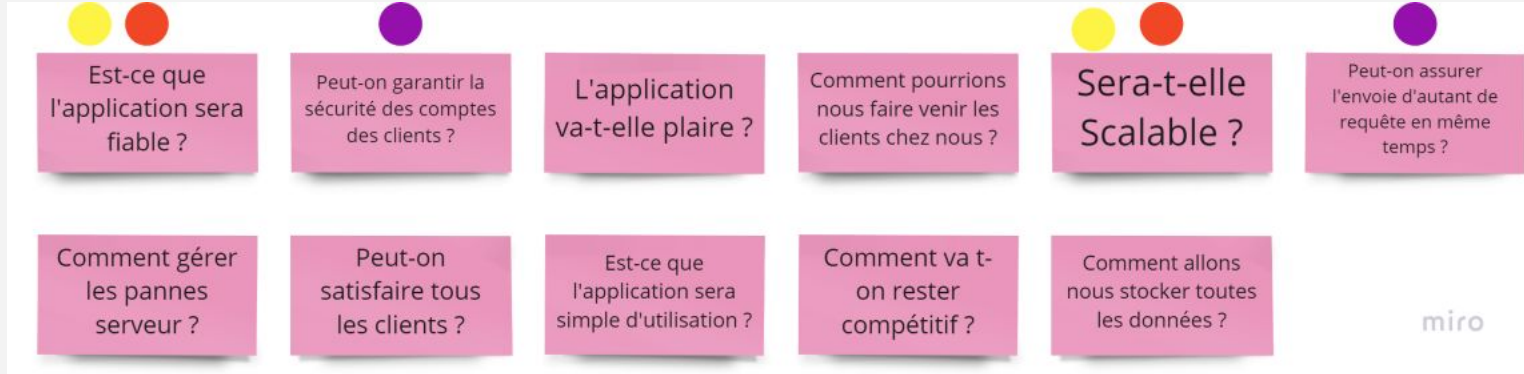 Est-ce que
l'application sera
fiable ?
Peut-on garantir la
sécurité des comptes
des clients ?
L'application
va-t-elle plaire ?
Comment pourrions
nous faire venir les
clients chez nous ?
Sera-t-elle
Scalable ?
Peut-on assurer
l'envoie d'autant de
requête en même
temps ?
Comment gérer
les pannes
serveur ?
Peut-on
satisfaire tous
les clients ?
Est-ce que
l'application sera
simple d'utilisation ?
Comment va t-
on rester
compétitif ?
Comment allons
nous stocker toutes
les données ?
miro